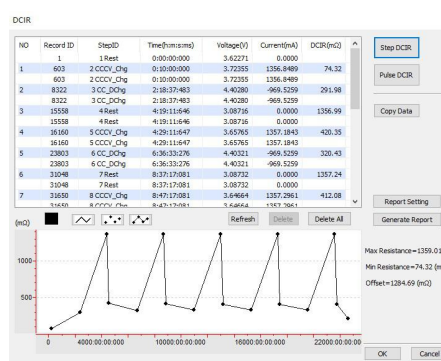 DCIR
NO Record ID StepID Time(h:m:s:ms) Voltage(V) Current(mA) DCIR(mΩ)
1 1 Rest 0:00:00:000 3.62271 0.0000
1 603 2 CCCV_Chg 0:10:00:000 3.72355 1356.8489 74.32
603 2 CCCV_Chg 0:10:00:000 3.72355 1356.8489
2 8322 3 CC_DChg 2:18:37:483 4.40280 -969.5259 291.98
8322 3 CC_DChg 2:18:37:483 4.40280 -969.5259
3 15558 4 Rest 4:19:11:646 3.08716 0.0000 1356.99
15558 4 Rest 4:19:11:646 3.08716 0.0000
4 16160 5 CCCV_Chg 4:29:11:647 3.65765 1357.1843 420.35
16160 5 CCCV_Chg 4:29:11:647 3.65765 1357.1843
5 23803 6 CC_DChg 6:36:33:276 4.40321 -969.5259 320.43
23803 6 CC_DChg 6:36:33:276 4.40321 -969.5259
6 31048 7 Rest 8:37:17:081 3.08732 0.0000 1357.24
31048 7 Rest 8:37:17:081 3.08732 0.0000
7 31650 8 CCCV_Chg 8:47:17:081 3.64664 1357.2961 412.08
31650 8 CCCV_Chg 8:47:17:081 3.64664 1357.2961
Step DCIR
Pulse DCIR
Copy Data
Report Setting
Generate Report
(mΩ) Refresh Delete Delete All
1000
500
0 4000:00:00.000 10000:00:00.000 16000:00:00.000 22000:00:00:00
Max Resistance=1359.01
Min Resistance=74.32 (m
Offset=1284.69 (mΩ)
OK Cancel